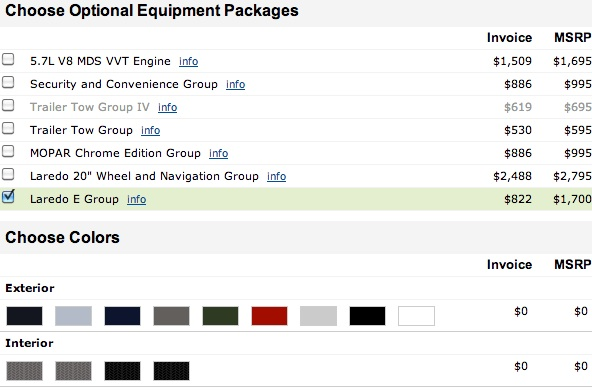 Choose Optional Equipment Packages
Invoice MSRP
5.7L V8 MDS VVT Engine info $1,509 $1,695
Security and Convenience Group info $886 $995
Trailer Tow Group IV info $619 $695
Trailer Tow Group info $530 $595
MOPAR Chrome Edition Group info $886 $995
Laredo 20" Wheel and Navigation Group info $2,488 $2,795
Laredo E Group info $822 $1,700
Choose Colors
Invoice MSRP
Exterior
$0 $0
Interior
$0 $0